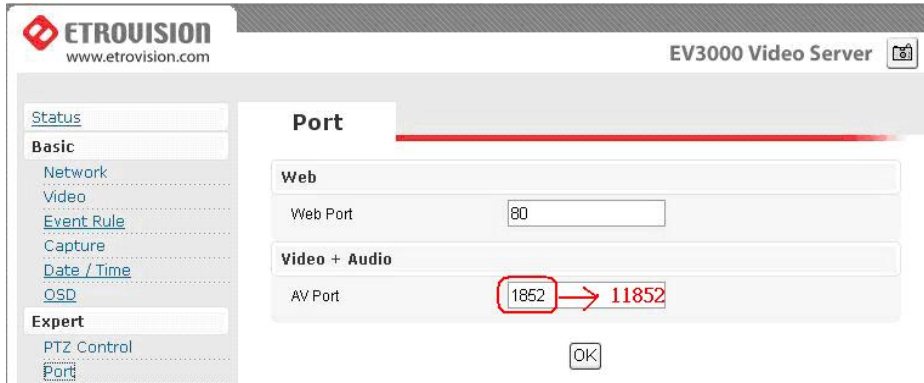 ETROVISION
www.etrovision.com
EV3000 Video Server
Status
Basic
Network
Video
Event Rule
Capture
Date / Time
OSD
Expert
PTZ Control
Port
Port
Web
Web Port 80
Video + Audio
AV Port 1852 11852
OK